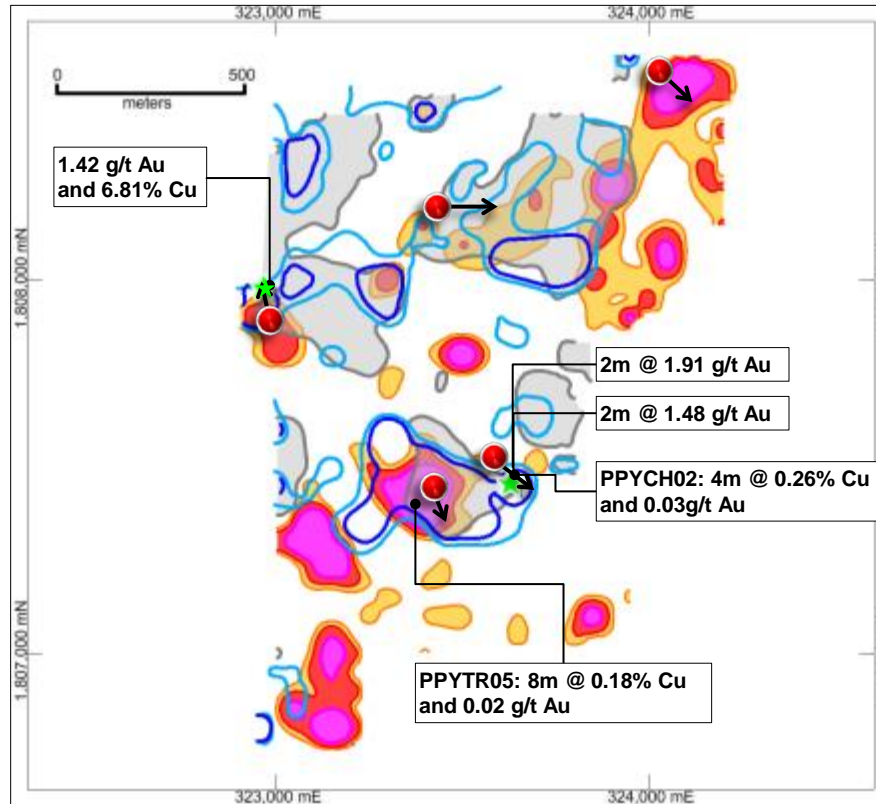 323,000 mE
324,000 mE
0
500
meters
1.42 g/t Au
and 6.81% Cu
1.808,000 mN
2m @ 1.91 g/t Au
2m @ 1.48 g/t Au
PPYCH02: 4m @ 0.26% Cu
and 0.03g/t Au
1.807,000 mN
PPYTR05: 8m @ 0.18% Cu
and 0.02 g/t Au
323,000 mE
324,000 mE